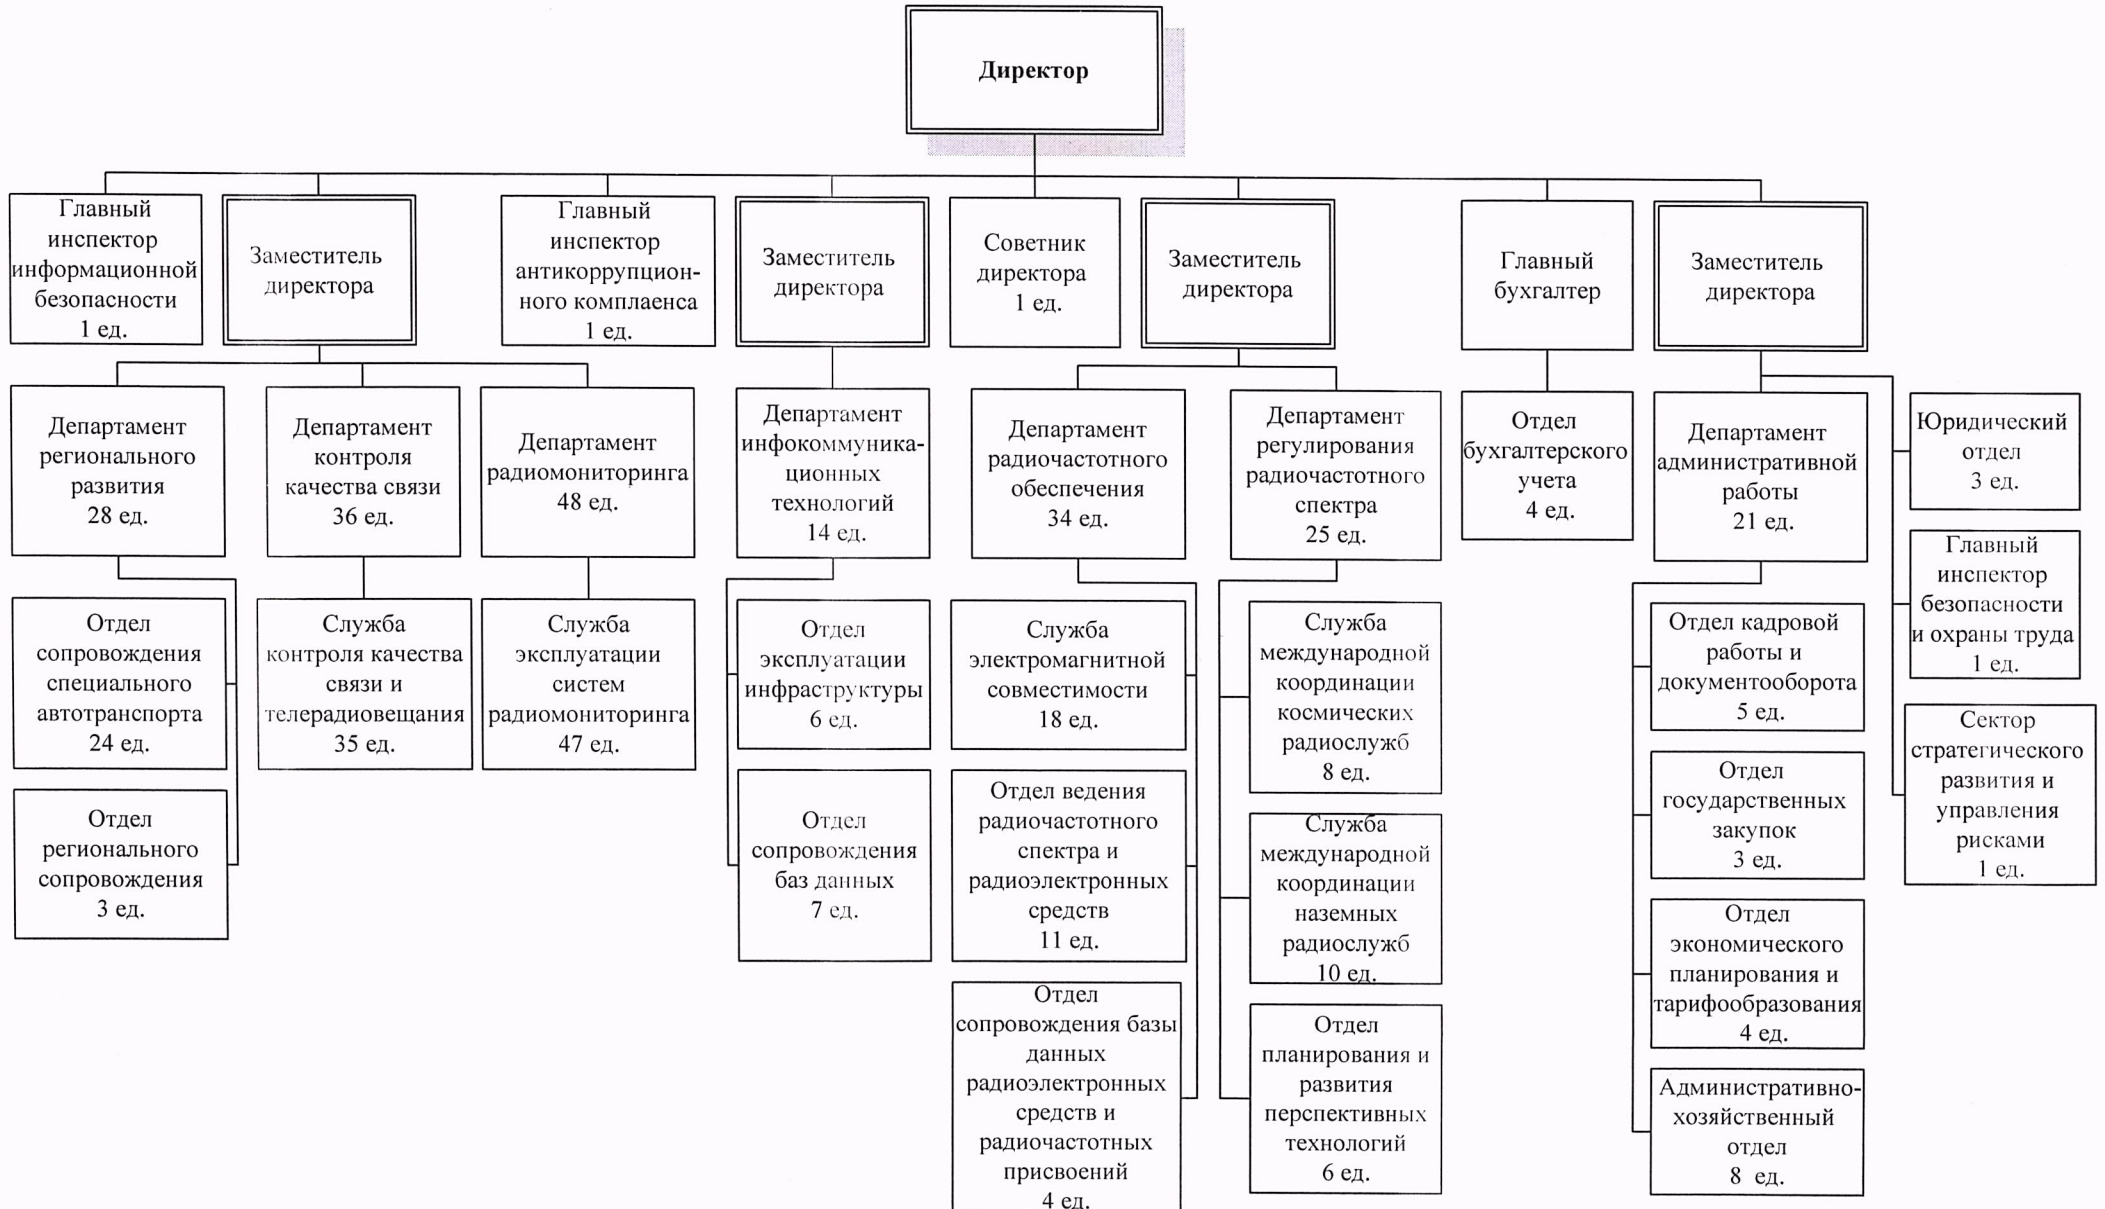 Директор
Главный
инспектор
информационной
безопасности
1 ед.
Заместитель
директора
Главный
инспектор
антикоррупцион-
ного комплаенса
1 ед.
Заместитель
директора
Советник
директора
1 ед.
Заместитель
директора
Главный
бухгалтер
Заместитель
директора
Департамент
регионального
развития
28 ед.
Департамент
контроля
качества связи
36 ед.
Департамент
радиомониторинга
48 ед.
Департамент
инфокоммуника-
ционных
технологий
14 ед.
Департамент
радиочастотного
обеспечения
34 ед.
Департамент
регулирования
радиочастотного
спектра
25 ед.
Отдел
бухгалтерского
учета
4 ед.
Департамент
административной
работы
21 ед.
Юридический
отдел
3 ед.
Главный
инспектор
безопасности
и охраны труда
1 ед.
Сектор
стратегического
развития и
управления
рисками
1 ед.
Отдел
сопровождения
специального
автотранспорта
24 ед.
Отдел
регионального
сопровождения
3 ед.
Служба
контроля качества
связи и
телерадиовещания
35 ед.
Служба
эксплуатации
систем
радиомониторинга
47 ед.
Отдел
эксплуатации
инфраструктуры
6 ед.
Отдел
сопровождения
баз данных
7 ед.
Служба
электромагнитной
совместимости
18 ед.
Отдел ведения
радиочастотного
спектра и
радиоэлектронных
средств
11 ед.
Отдел
сопровождения базы
данных
радиоэлектронных
средств и
радиочастотных
присвоений
4 ед.
Служба
международной
координации
космических
радиослужб
8 ед.
Служба
международной
координации
наземных
радиослужб
10 ед.
Отдел
планирования и
развития
перспективных
технологий
6 ед.
Отдел кадровой
работы и
документооборота
5 ед.
Отдел
государственных
закупок
3 ед.
Отдел
экономического
планирования и
тарифообразования
4 ед.
Административно-
хозяйственный
отдел
8 ед.